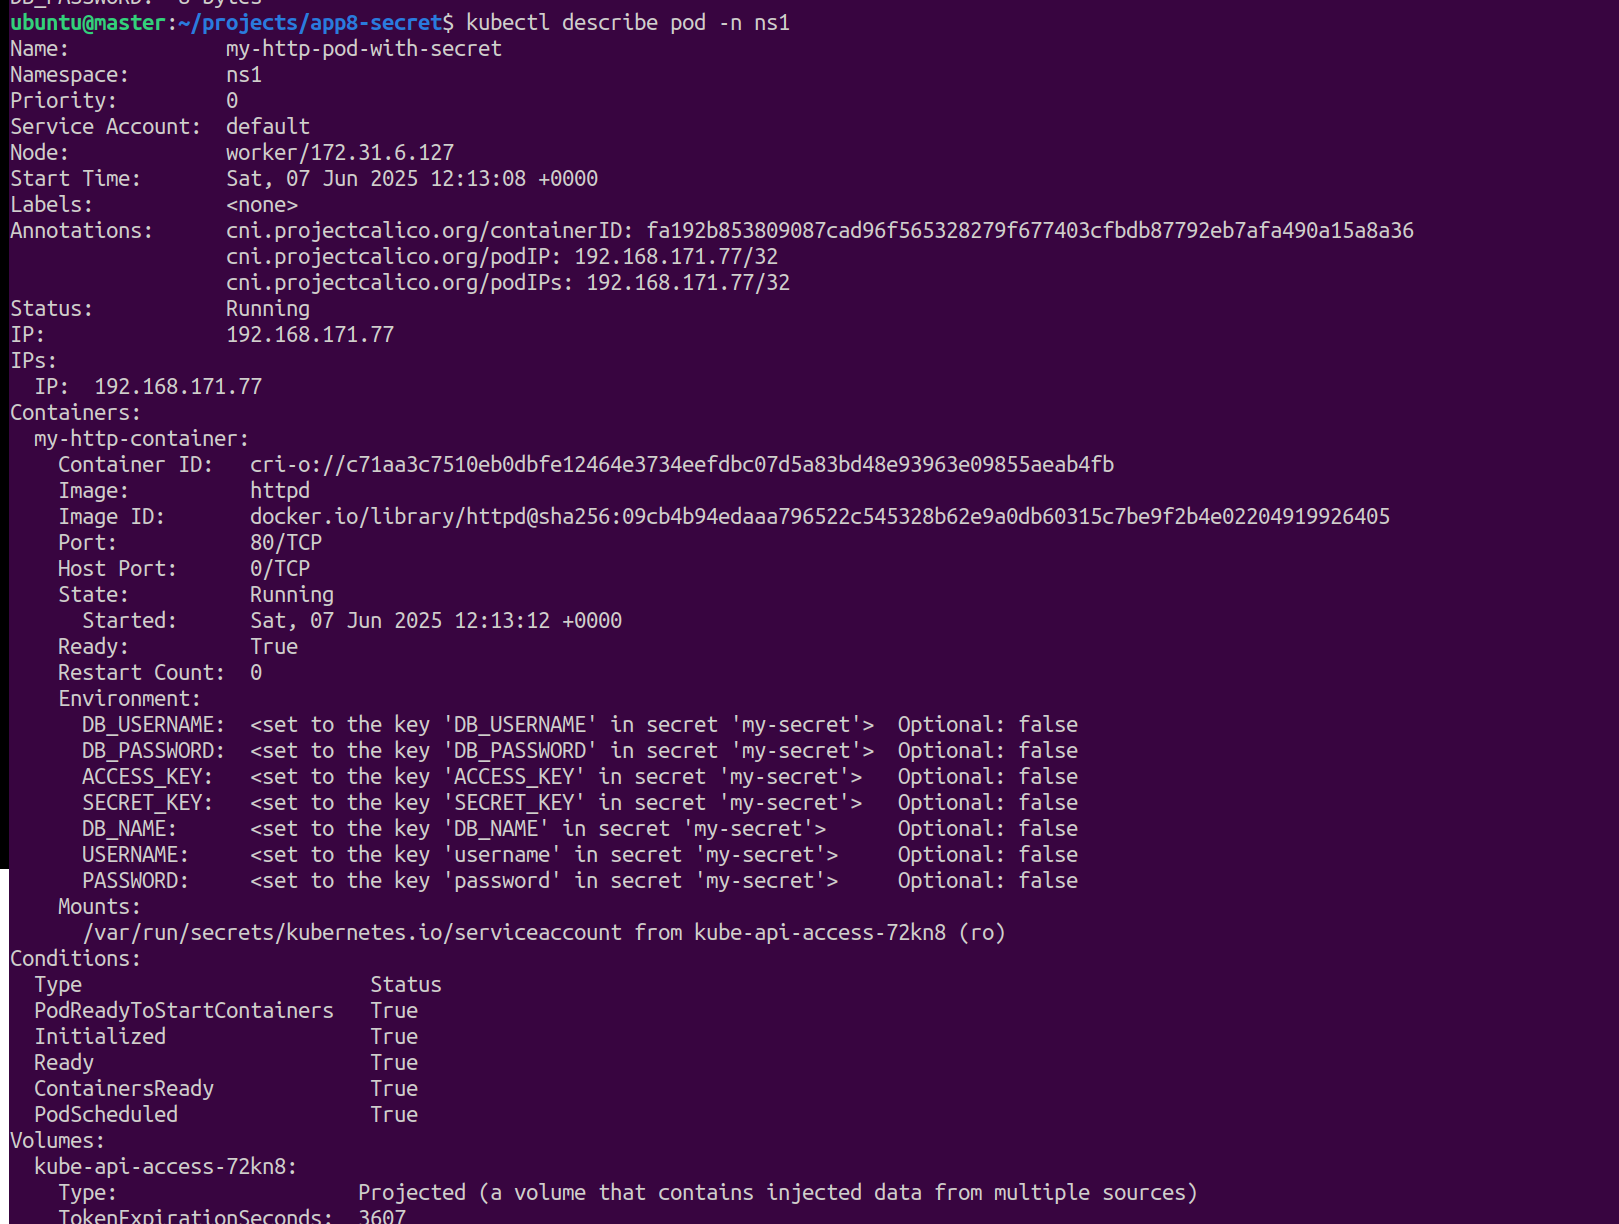 DB_PASSWORD:  8 bytes
ubuntu@master:~/projects/app8-secret$ kubectl describe pod -n ns1
Name:             my-http-pod-with-secret
Namespace:        ns1
Priority:         0
Service Account:  default
Node:             worker/172.31.6.127
Start Time:       Sat, 07 Jun 2025 12:13:08 +0000
Labels:           <none>
Annotations:      cni.projectcalico.org/containerID: fa192b853809087cad96f565328279f677403cfbdb87792eb7afa490a15a8a36
                  cni.projectcalico.org/podIP: 192.168.171.77/32
                  cni.projectcalico.org/podIPs: 192.168.171.77/32
Status:           Running
IP:               192.168.171.77
IPs:
  IP:  192.168.171.77
Containers:
  my-http-container:
    Container ID:   cri-o://c71aa3c7510eb0dbfe12464e3734eefdbc07d5a83bd48e93963e09855aeab4fb
    Image:          httpd
    Image ID:       docker.io/library/httpd@sha256:09cb4b94edaaa796522c545328b62e9a0db60315c7be9f2b4e02204919926405
    Port:           80/TCP
    Host Port:      0/TCP
    State:          Running
      Started:      Sat, 07 Jun 2025 12:13:12 +0000
    Ready:          True
    Restart Count:  0
    Environment:
      DB_USERNAME:  <set to the key 'DB_USERNAME' in secret 'my-secret'>  Optional: false
      DB_PASSWORD:  <set to the key 'DB_PASSWORD' in secret 'my-secret'>  Optional: false
      ACCESS_KEY:   <set to the key 'ACCESS_KEY' in secret 'my-secret'>   Optional: false
      SECRET_KEY:   <set to the key 'SECRET_KEY' in secret 'my-secret'>   Optional: false
      DB_NAME:      <set to the key 'DB_NAME' in secret 'my-secret'>      Optional: false
      USERNAME:     <set to the key 'username' in secret 'my-secret'>     Optional: false
      PASSWORD:     <set to the key 'password' in secret 'my-secret'>     Optional: false
    Mounts:
      /var/run/secrets/kubernetes.io/serviceaccount from kube-api-access-72kn8 (ro)
Conditions:
  Type                        Status
  PodReadyToStartContainers   True
  Initialized                 True
  Ready                       True
  ContainersReady             True
  PodScheduled                True
Volumes:
  kube-api-access-72kn8:
    Type:                    Projected (a volume that contains injected data from multiple sources)
    TokenExpirationSeconds:  3607